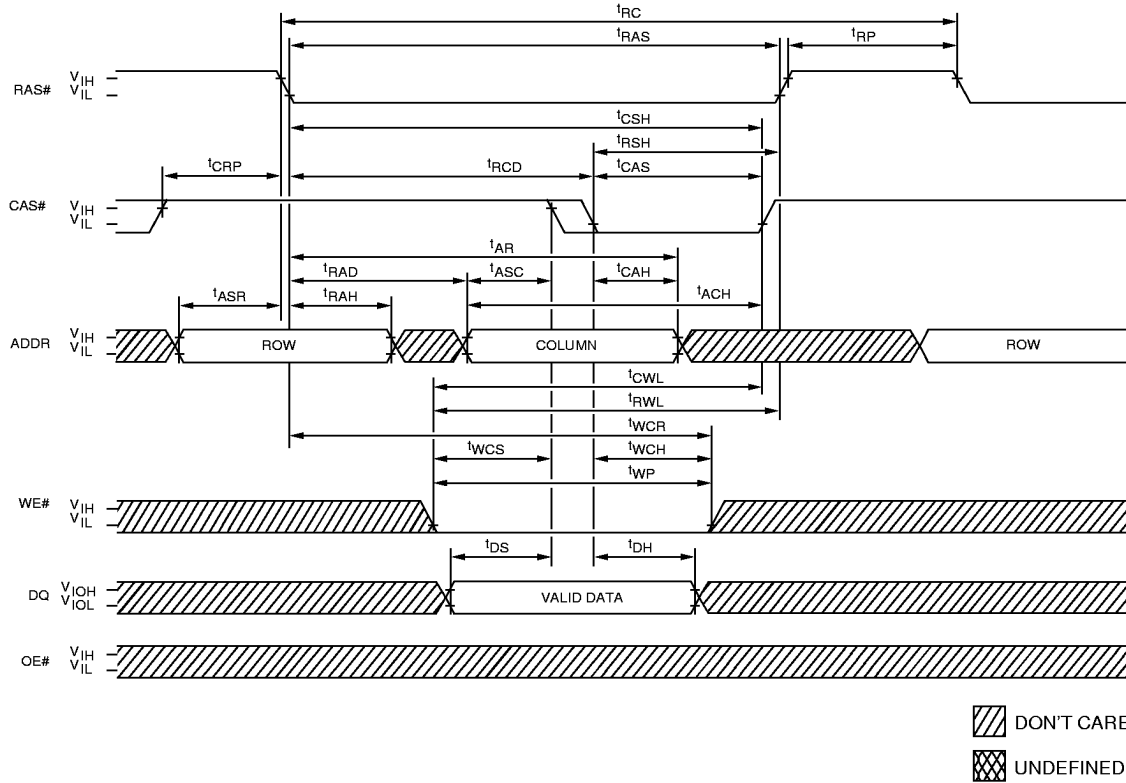 tRC
tRAS tRP
RAS# VIH
VIL
tCSH
tRSH
tCRP tRCD tCAS
CAS# VIH
VIL
tAR
tRAD tASC tCAH
tASR tRAH tACH
ADDR VIH
VIL
ROW COLUMN ROW
tCWL
tRWL
tWCR
tWCS tWCH
tWP
WE# VIH
VIL
tDS tDH
DQ VIOH
VIOL
VALID DATA
OE# VIH
VIL
DON'T CARE
UNDEFINED